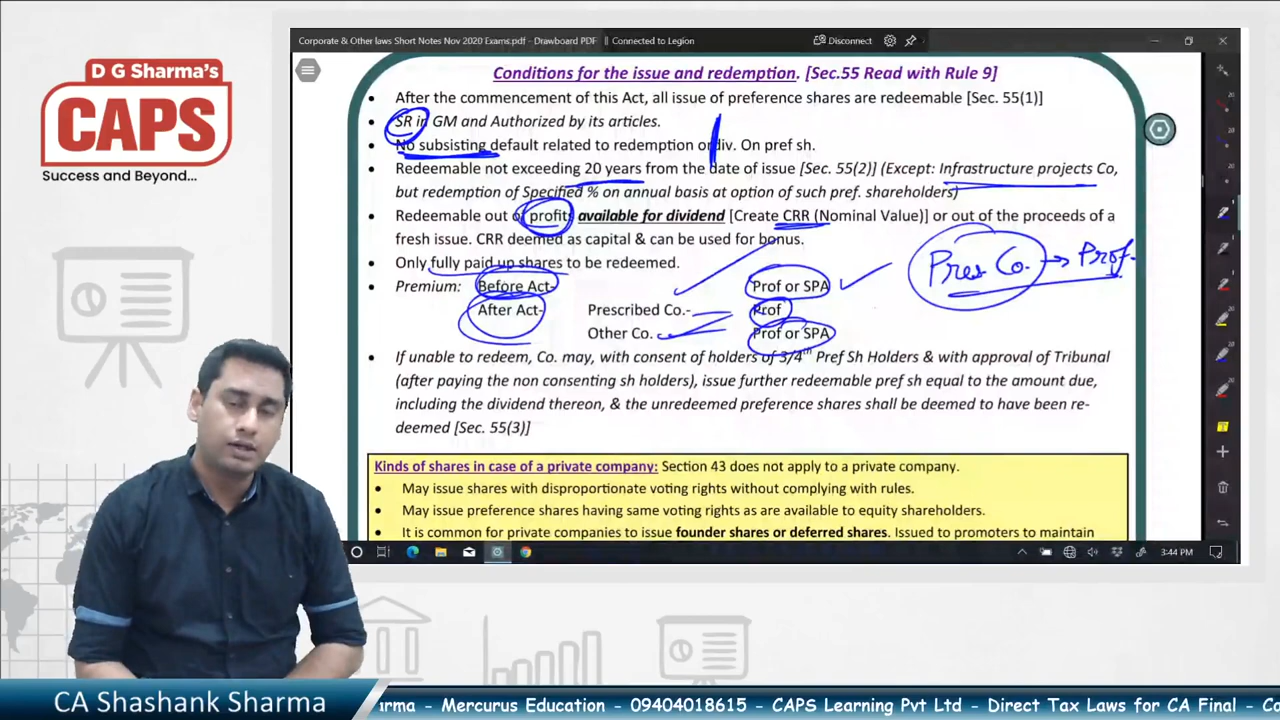 D G Sharma's
CAPS
Success and Beyond...
Corporate & Other laws Short Notes Nov 2020 Exams.pdf - Drawboard PDF
Connected to Legion
Disconnect
Conditions for the issue and redemption. [Sec.55 Read with Rule 9]
• After the commencement of this Act, all issue of preference shares are redeemable [Sec. 55(1)]
• SR in GM and Authorized by its articles.
• No subsisting default related to redemption or div. On pref sh.
• Redeemable not exceeding 20 years from the date of issue [Sec. 55(2)] (Except: Infrastructure projects Co,
but redemption of Specified % on annual basis at option of such pref. shareholders)
• Redeemable out of profits available for dividend [Create CRR (Nominal Value)] or out of the proceeds of a
fresh issue. CRR deemed as capital & can be used for bonus.
• Only fully paid up shares to be redeemed.
Pres Co. → Prof.
• Premium: Before Act- Prof or SPA
After Act- Prescribed Co.- Prof
Other Co. Prof or SPA
• If unable to redeem, Co. may, with consent of holders of 3/4th Pref Sh Holders & with approval of Tribunal
(after paying the non consenting sh holders), issue further redeemable pref sh equal to the amount due,
including the dividend thereon, & the unredeemed preference shares shall be deemed to have been re-
deemed [Sec. 55(3)]
Kinds of shares in case of a private company: Section 43 does not apply to a private company.
• May issue shares with disproportionate voting rights without complying with rules.
• May issue preference shares having same voting rights as are available to equity shareholders.
• It is common for private companies to issue founder shares or deferred shares. Issued to promoters to maintain
3:44 PM
CA Shashank Sharma
rma - Mercurus Education - 09404018615 - CAPS Learning Pvt Ltd - Direct Tax Laws for CA Final - Co